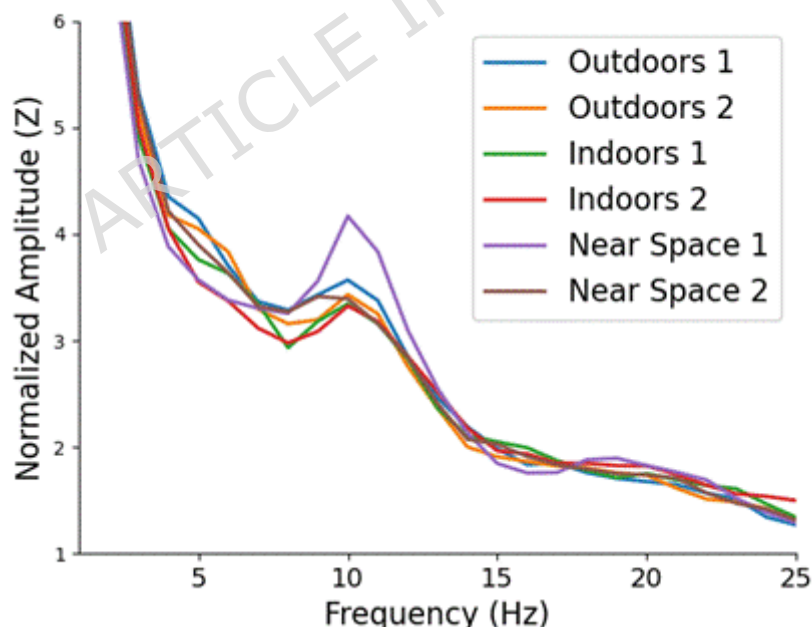 ARTICLE IN
6
5
4
3
2
1
Normalized Amplitude (Z)
Outdoors 1
Outdoors 2
Indoors 1
Indoors 2
Near Space 1
Near Space 2
5 10 15 20 25
Frequency (Hz)